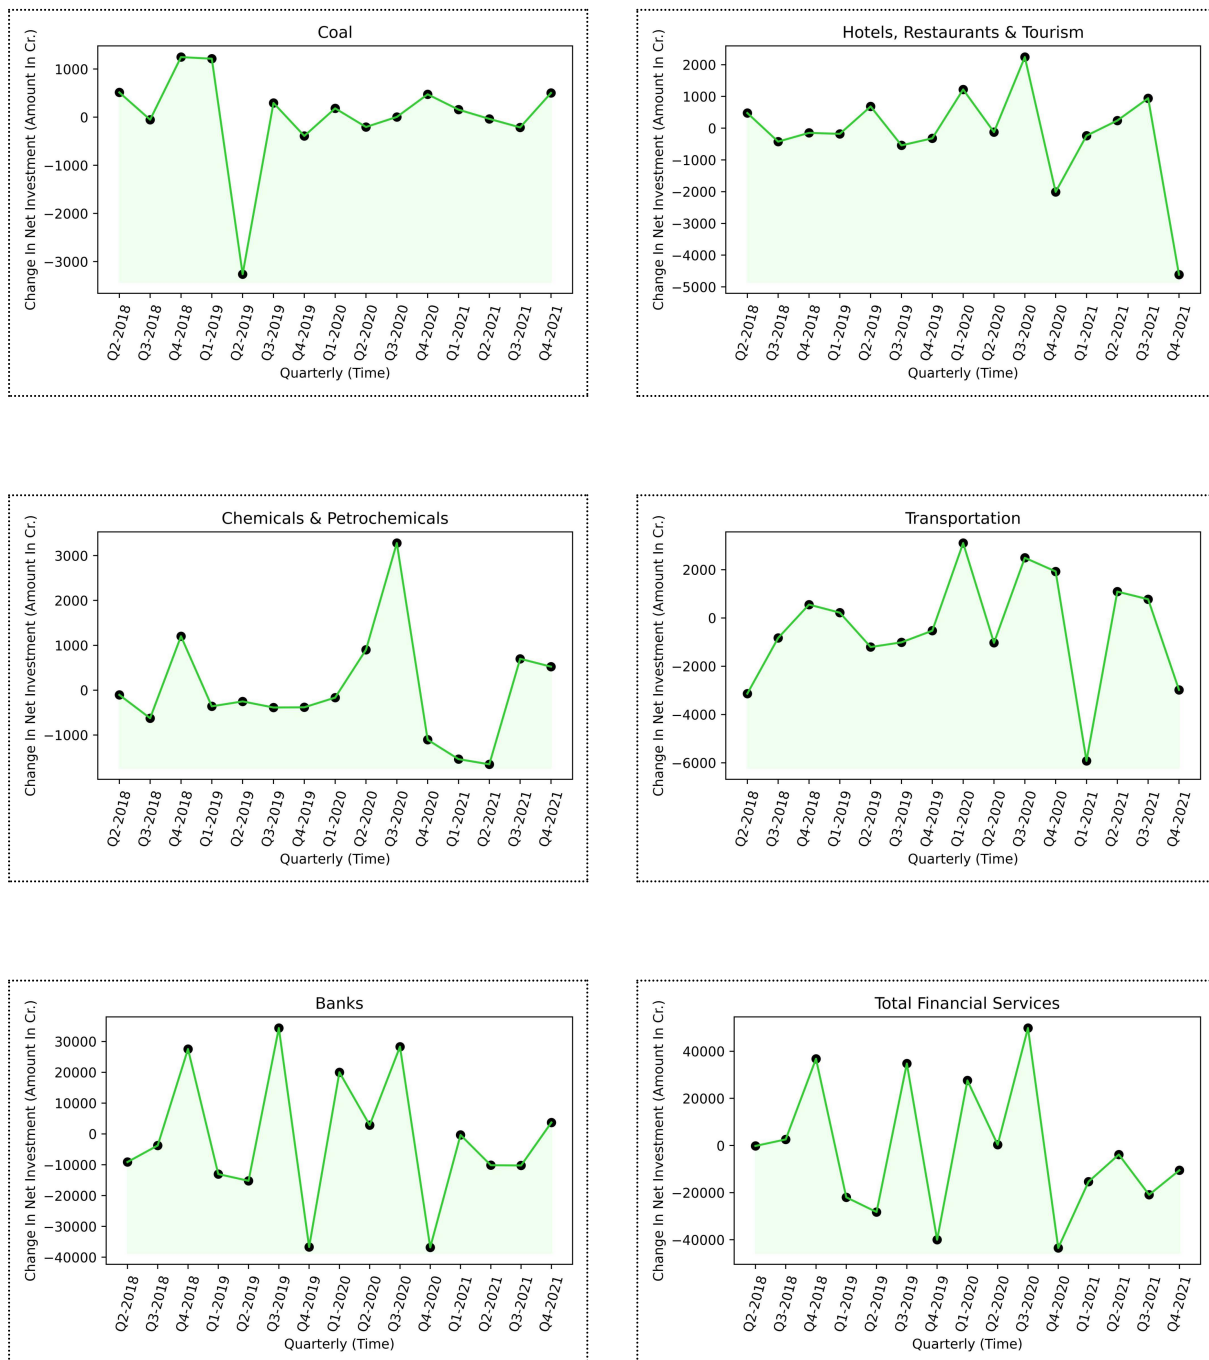 Coal
Change In Net Investment (Amount In Cr.)
1000
0
−1000
−2000
−3000
Q2-2018
Q3-2018
Q4-2018
Q1-2019
Q2-2019
Q3-2019
Q4-2019
Q1-2020
Q2-2020
Q3-2020
Q4-2020
Q1-2021
Q2-2021
Q3-2021
Q4-2021
Quarterly (Time)
Hotels, Restaurants & Tourism
Change In Net Investment (Amount In Cr.)
2000
1000
0
−1000
−2000
−3000
−4000
−5000
Q2-2018
Q3-2018
Q4-2018
Q1-2019
Q2-2019
Q3-2019
Q4-2019
Q1-2020
Q2-2020
Q3-2020
Q4-2020
Q1-2021
Q2-2021
Q3-2021
Q4-2021
Quarterly (Time)
Chemicals & Petrochemicals
Change In Net Investment (Amount In Cr.)
3000
2000
1000
0
−1000
Q2-2018
Q3-2018
Q4-2018
Q1-2019
Q2-2019
Q3-2019
Q4-2019
Q1-2020
Q2-2020
Q3-2020
Q4-2020
Q1-2021
Q2-2021
Q3-2021
Q4-2021
Quarterly (Time)
Transportation
Change In Net Investment (Amount In Cr.)
2000
0
−2000
−4000
−6000
Q2-2018
Q3-2018
Q4-2018
Q1-2019
Q2-2019
Q3-2019
Q4-2019
Q1-2020
Q2-2020
Q3-2020
Q4-2020
Q1-2021
Q2-2021
Q3-2021
Q4-2021
Quarterly (Time)
Banks
Change In Net Investment (Amount In Cr.)
30000
20000
10000
0
−10000
−20000
−30000
−40000
Q2-2018
Q3-2018
Q4-2018
Q1-2019
Q2-2019
Q3-2019
Q4-2019
Q1-2020
Q2-2020
Q3-2020
Q4-2020
Q1-2021
Q2-2021
Q3-2021
Q4-2021
Quarterly (Time)
Total Financial Services
Change In Net Investment (Amount In Cr.)
40000
20000
0
−20000
−40000
Q2-2018
Q3-2018
Q4-2018
Q1-2019
Q2-2019
Q3-2019
Q4-2019
Q1-2020
Q2-2020
Q3-2020
Q4-2020
Q1-2021
Q2-2021
Q3-2021
Q4-2021
Quarterly (Time)